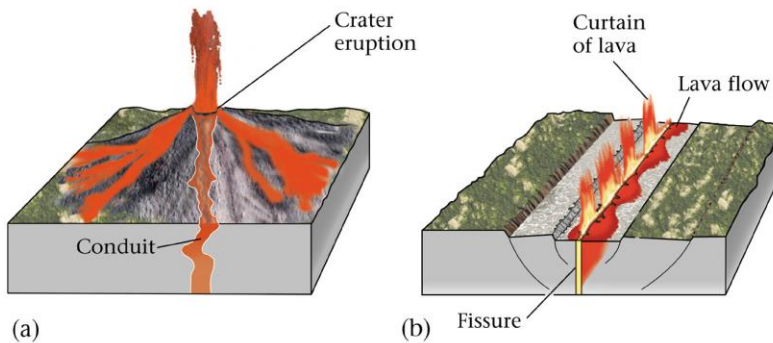 Crater
eruption
Conduit
(a)
Curtain
of lava
Lava flow
Fissure
(b)